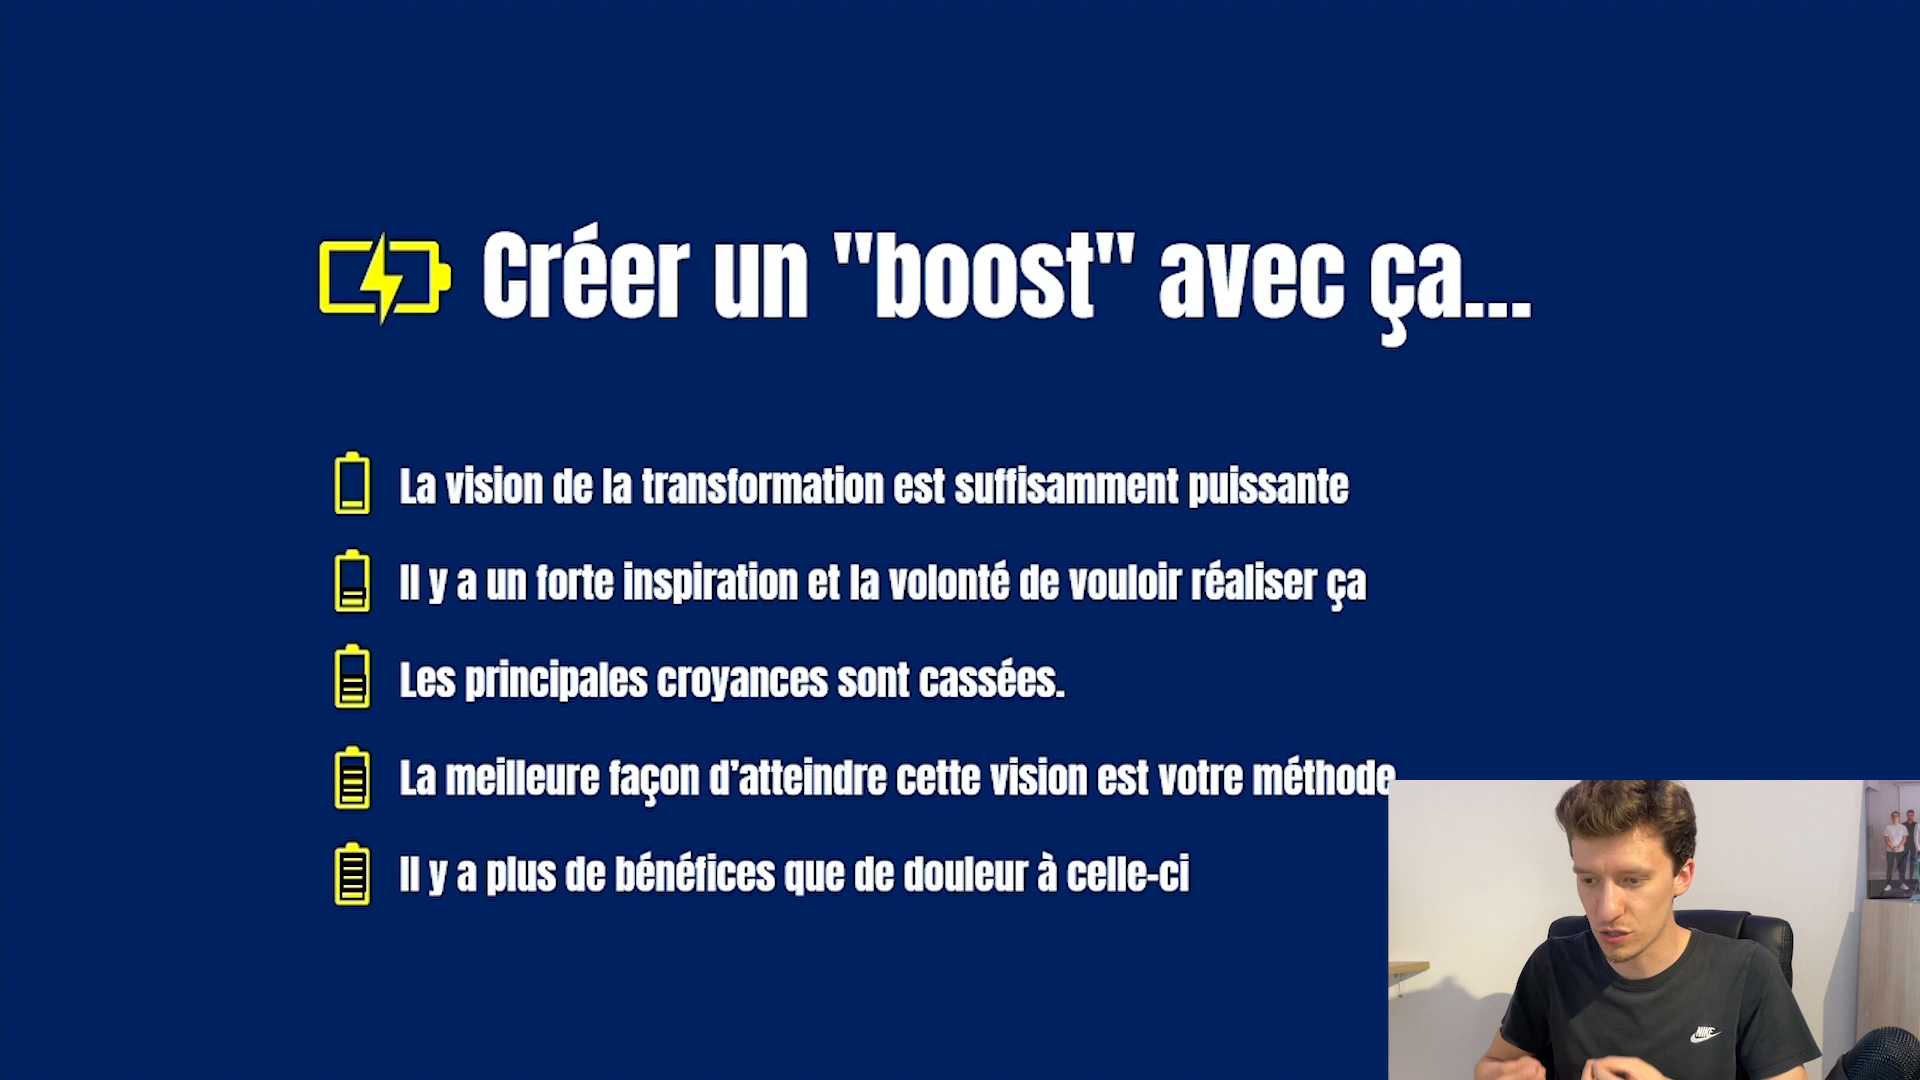 Créer un "boost" avec ça...
La vision de la transformation est suffisamment puissante
Il y a un forte inspiration et la volonté de vouloir réaliser ça
Les principales croyances sont cassées.
La meilleure façon d’atteindre cette vision est votre méthode
Il y a plus de bénéfices que de douleur à celle-ci
NIKE